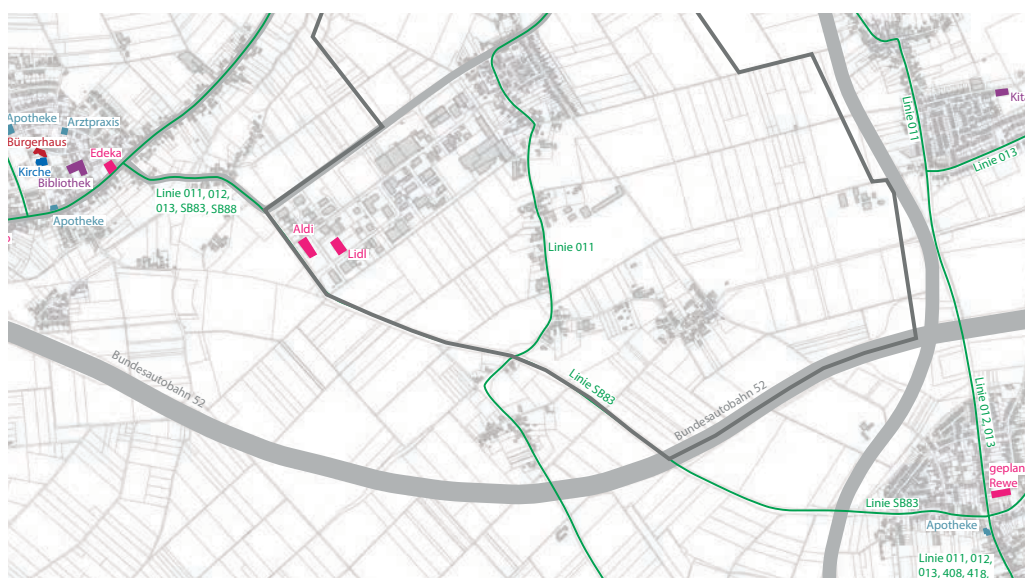 Apotheke
Arztpraxis
Bürgerhaus
Kirche
Bibliothek
Edeka
Apotheke
Linie 011, 012,
013, SB83, SB88
Aldi
Lidl
Linie 011
Linie SB83
Bundesautobahn 52
Bundesautobahn 52
Linie 011
Linie 013
Kita
Linie 012, 013
geplan
Rewe
Linie SB83
Apotheke
Linie 011, 012,
013, 408, 418,